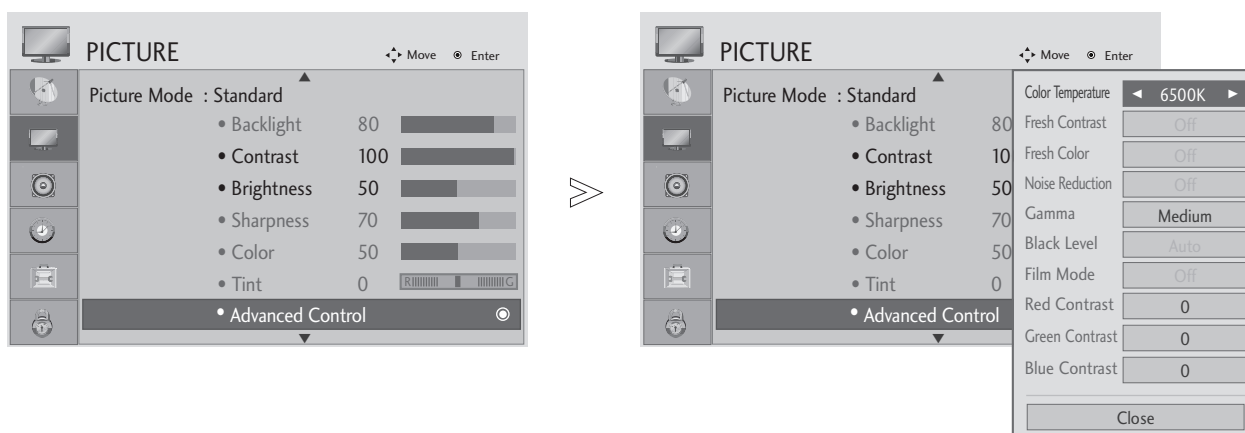 PICTURE
Move Enter
Picture Mode : Standard
• Backlight 80
• Contrast 100
• Brightness 50
• Sharpness 70
• Color 50
• Tint 0 R G
• Advanced Control
PICTURE
Move Enter
Picture Mode : Standard
• Backlight 80
• Contrast 10
• Brightness 50
• Sharpness 70
• Color 50
• Tint 0
• Advanced Control
Color Temperature ◄ 6500K ►
Fresh Contrast Off
Fresh Color Off
Noise Reduction Off
Gamma Medium
Black Level Auto
Film Mode Off
Red Contrast 0
Green Contrast 0
Blue Contrast 0
Close